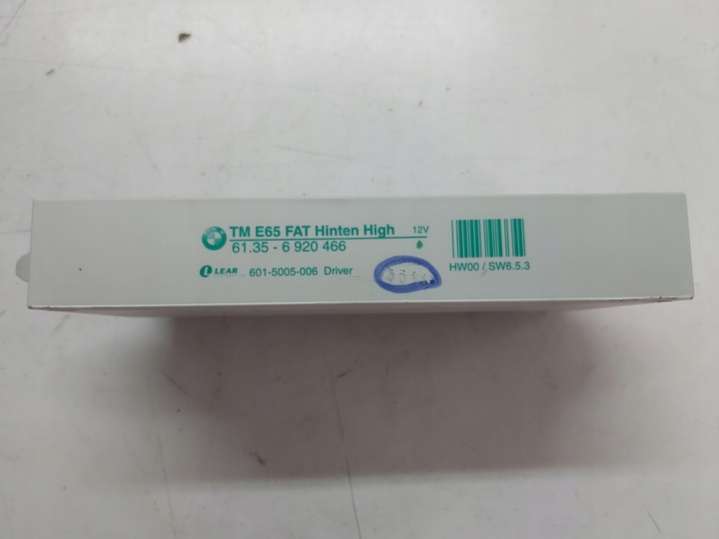 TM E65 FAT Hinten High 12V
61.35 - 6 920 466
LEAR 601-5005-006 Driver
HW00 / SW6.5.3